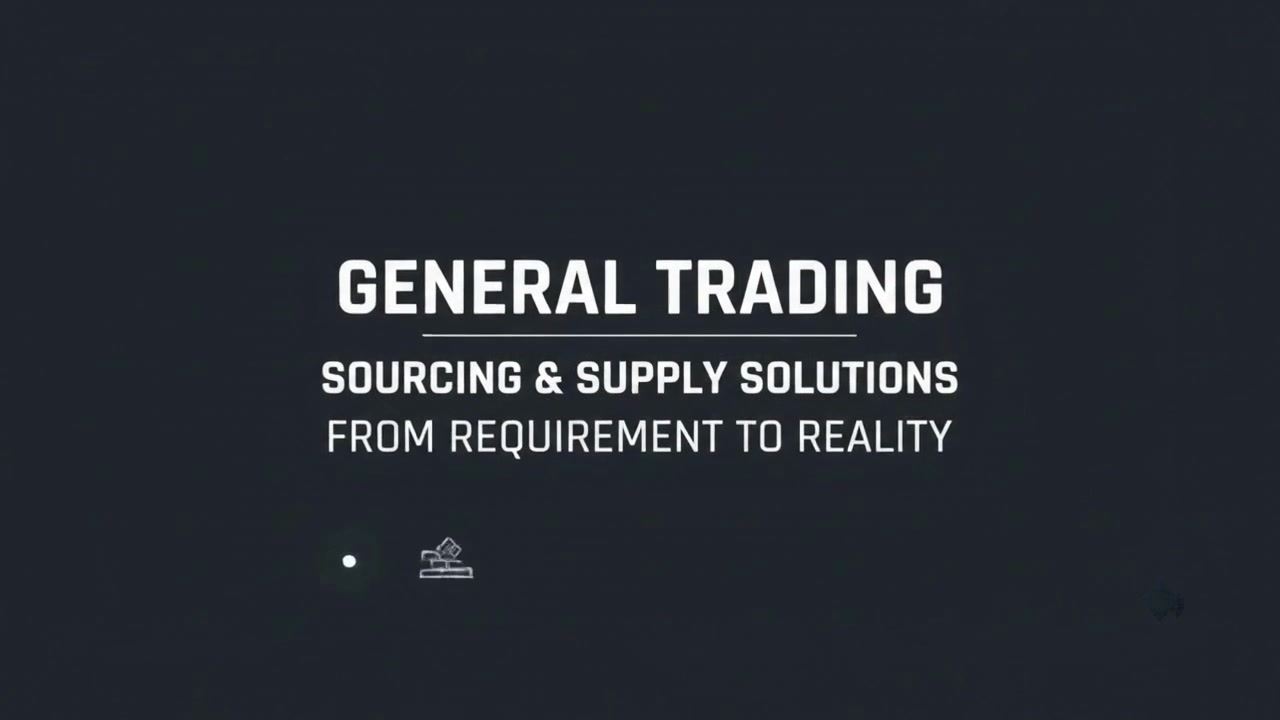 GENERAL TRADING
SOURCING & SUPPLY SOLUTIONS
FROM REQUIREMENT TO REALITY